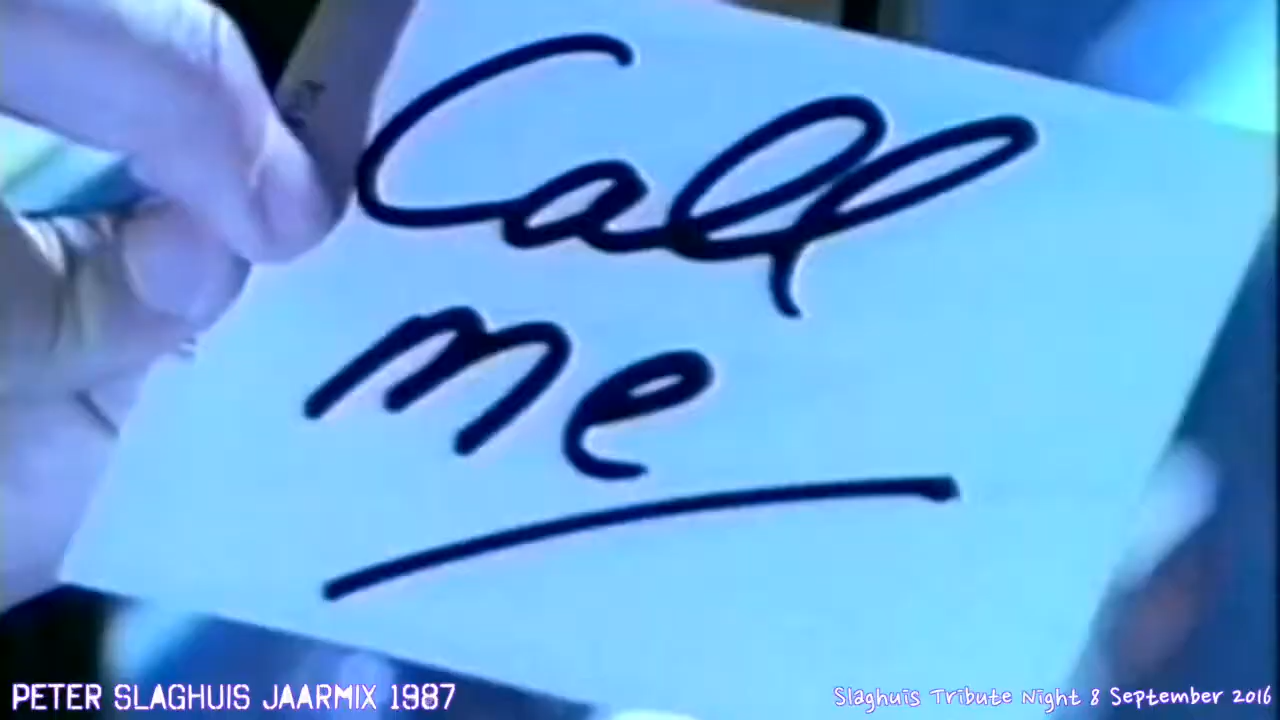 Call
me
PETER SLAGHUIS JAARMIX 1987
Slaghuis Tribute Night 8 September 2016